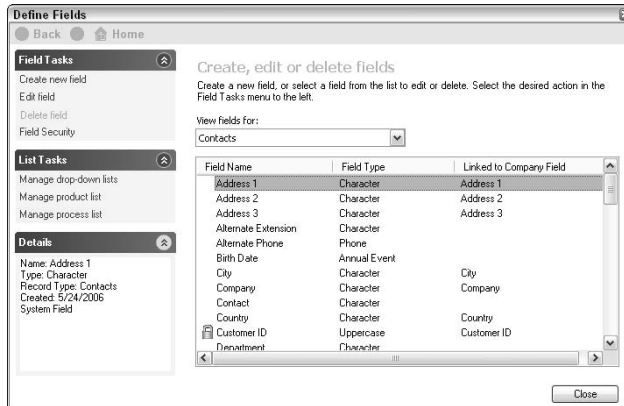 Define Fields
Back Home
Field Tasks
Create new field
Edit field
Delete field
Field Security
List Tasks
Manage drop-down lists
Manage product list
Manage process list
Details
Name: Address 1
Type: Character
Record Type: Contacts
Created: 5/24/2006
System Field
Create, edit or delete fields
Create a new field, or select a field from the list to edit or delete. Select the desired action in the
Field Tasks menu to the left.
View fields for:
Contacts
Field Name Field Type Linked to Company Field
Address 1 Character Address 1
Address 2 Character Address 2
Address 3 Character Address 3
Alternate Extension Character
Alternate Phone Phone
Birth Date Annual Event
City Character City
Company Character Company
Contact Character
Country Character Country
Customer ID Uppercase Customer ID
Department Character
Close